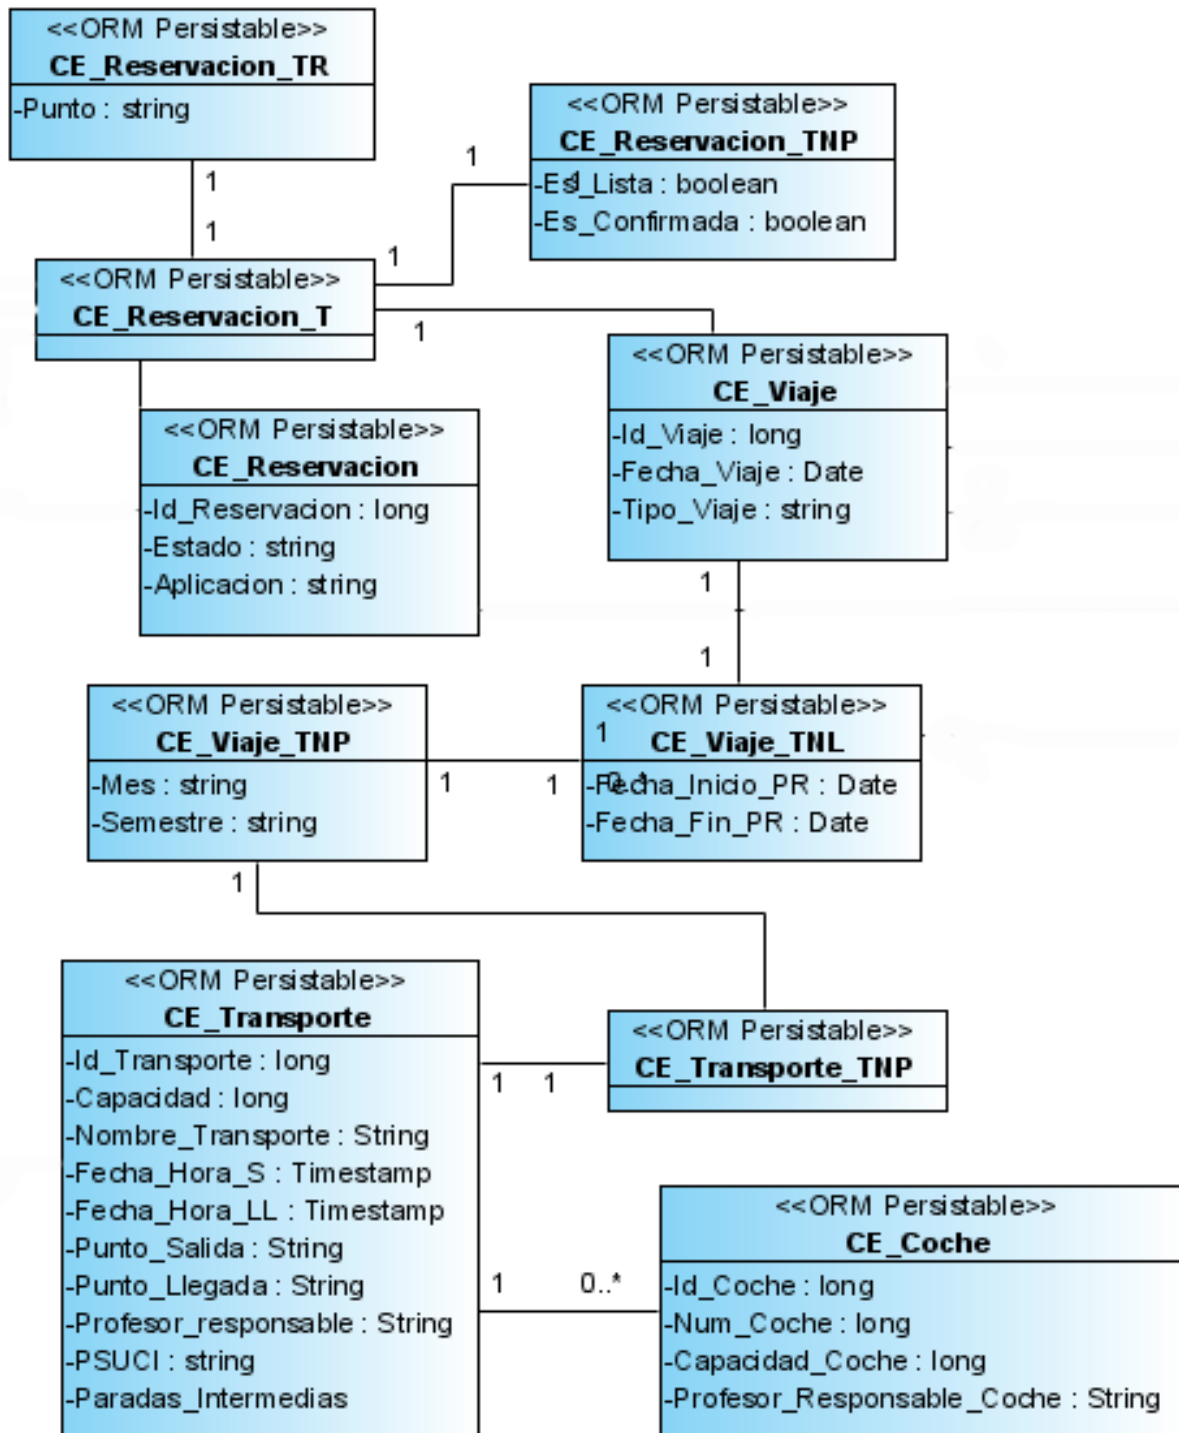 <<ORM Persistable>>
CE_Reservacion_TR
-Punto : string
1
1
<<ORM Persistable>>
CE_Reservacion_TNP
-Es_Lista : boolean
1
-Es_Confirmada : boolean
1
1
<<ORM Persistable>>
CE_Reservacion_T
1
<<ORM Persistable>>
CE_Viaje
-Id_Viaje : long
-Fecha_Viaje : Date
-Tipo_Viaje : string
<<ORM Persistable>>
CE_Reservacion
-Id_Reservacion : long
-Estado : string
-Aplicacion : string
1
1
<<ORM Persistable>>
CE_Viaje_TNP
-Mes : string
-Semestre : string
1
1
<<ORM Persistable>>
1
CE_Viaje_TNL
0..*
-Fecha_Inicio_PR : Date
-Fecha_Fin_PR : Date
1
<<ORM Persistable>>
CE_Transporte
-Id_Transporte : long
-Capacidad : long
-Nombre_Transporte : String
-Fecha_Hora_S : Timestamp
-Fecha_Hora_LL : Timestamp
-Punto_Salida : String
-Punto_Llegada : String
-Profesor_responsable : String
-PSUCI : string
-Paradas_Intermedias
1
1
<<ORM Persistable>>
CE_Transporte_TNP
1
0..*
<<ORM Persistable>>
CE_Coche
-Id_Coche : long
-Num_Coche : long
-Capacidad_Coche : long
-Profesor_Responsable_Coche : String